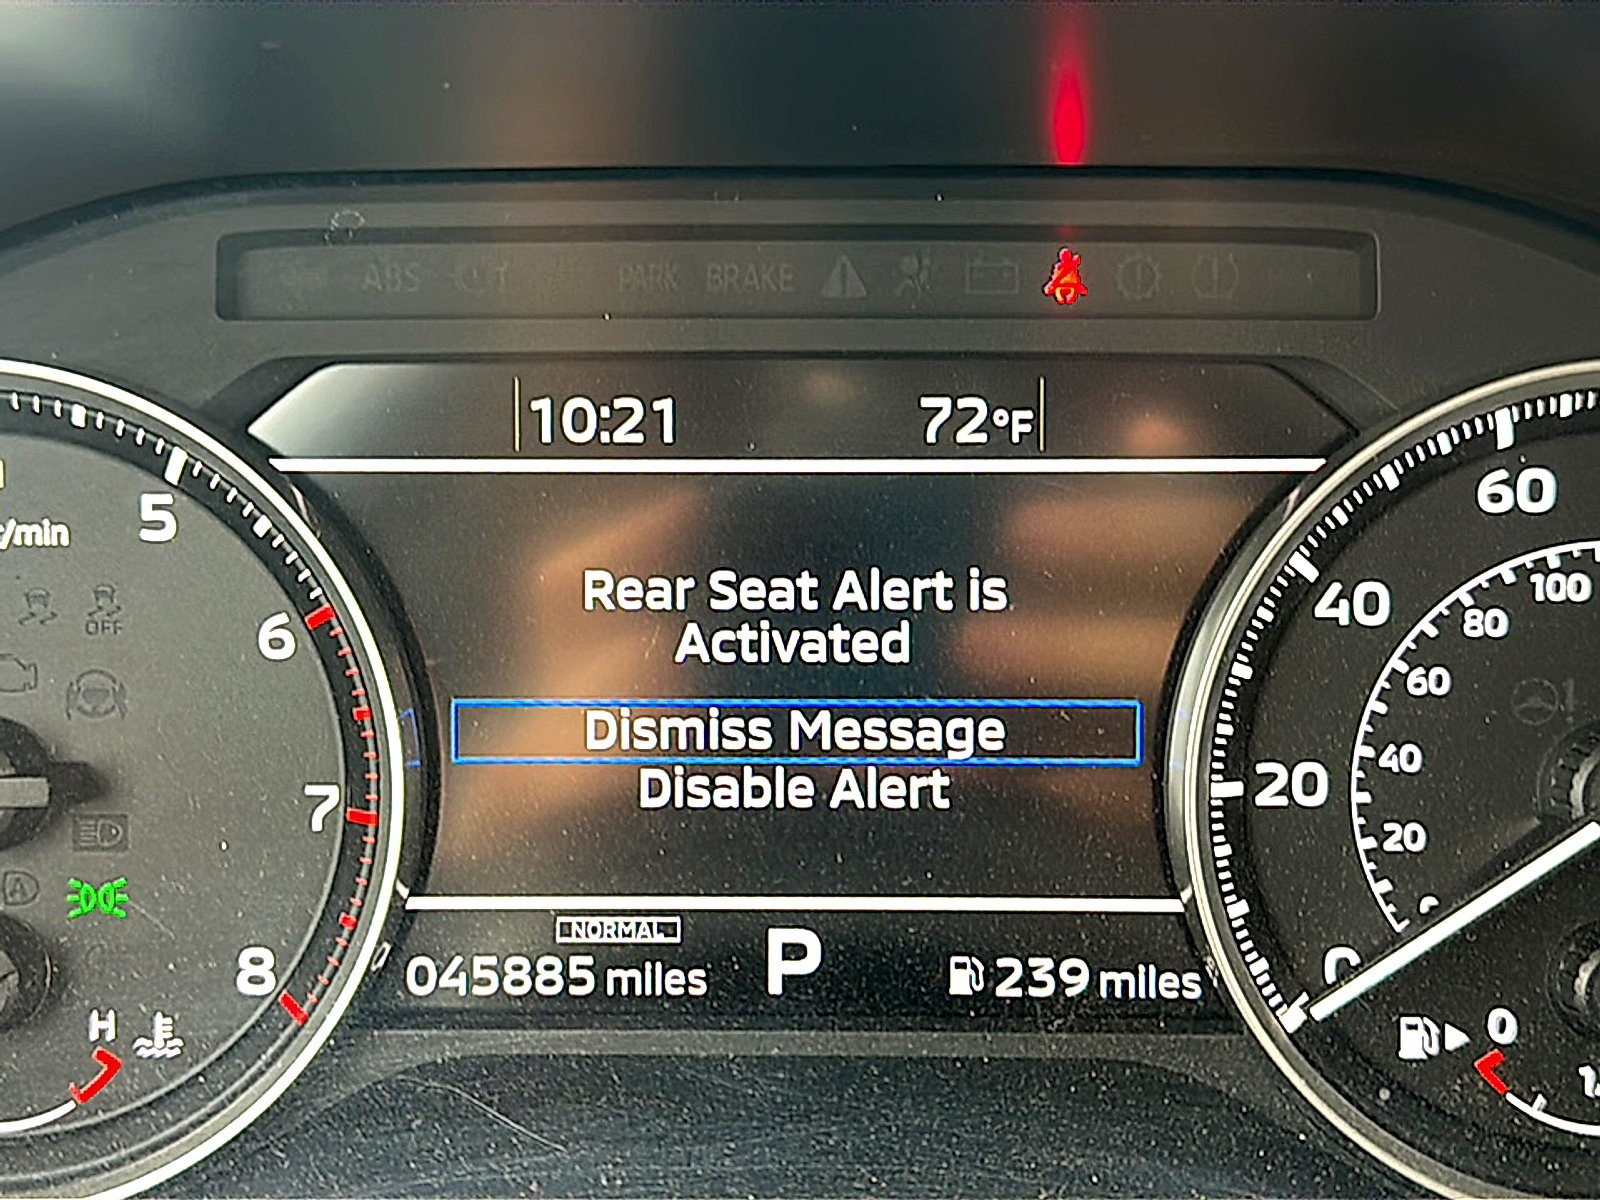 ABS
PARK BRAKE
10:21 72°F
5
r/min
60
100
40
80
Rear Seat Alert is
Activated
OFF
6
60
Dismiss Message
40
20
Disable Alert
7
20
A
8
NORMAL
045885 miles P 239 miles
H
0